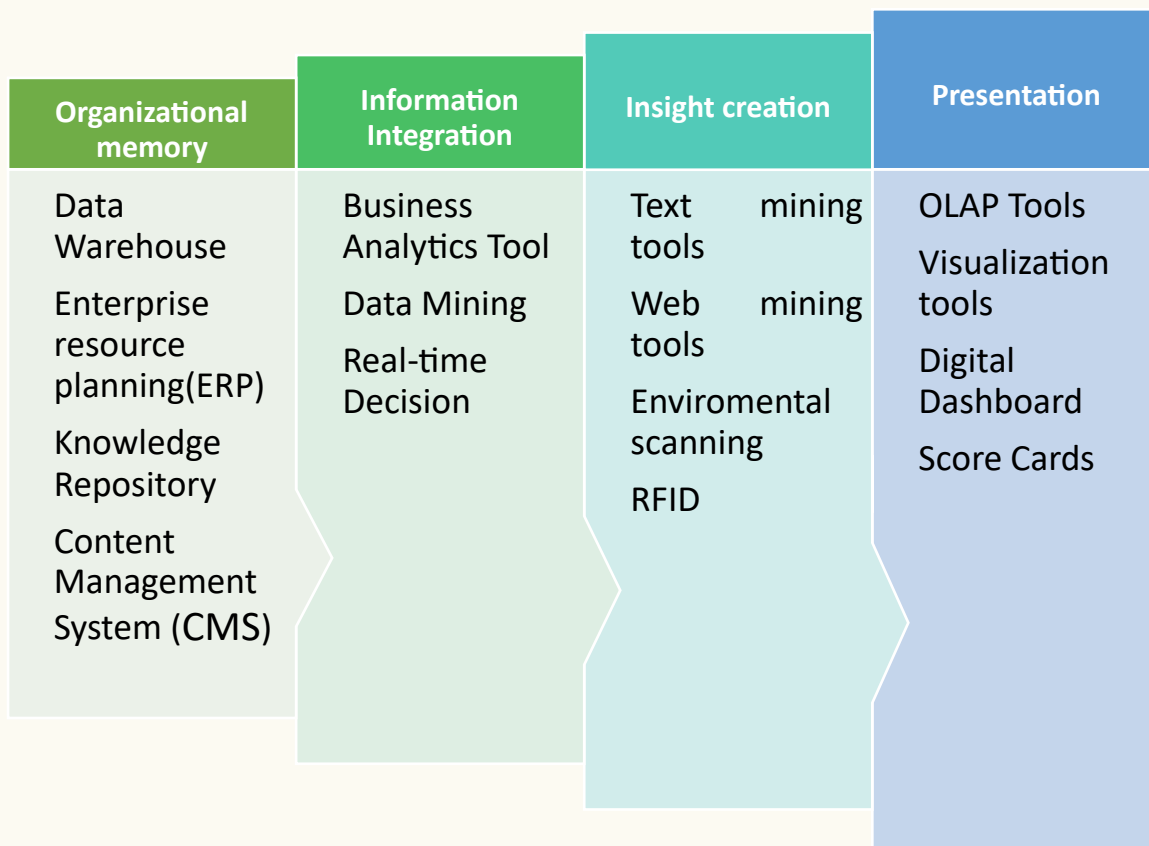 Organizational
memory
Data
Warehouse
Enterprise
resource
planning(ERP)
Knowledge
Repository
Content
Management
System (CMS)
Information
Integration
Business
Analytics Tool
Data Mining
Real-time
Decision
Insight creation
Text mining
tools
Web mining
tools
Enviromental
scanning
RFID
Presentation
OLAP Tools
Visualization
tools
Digital
Dashboard
Score Cards